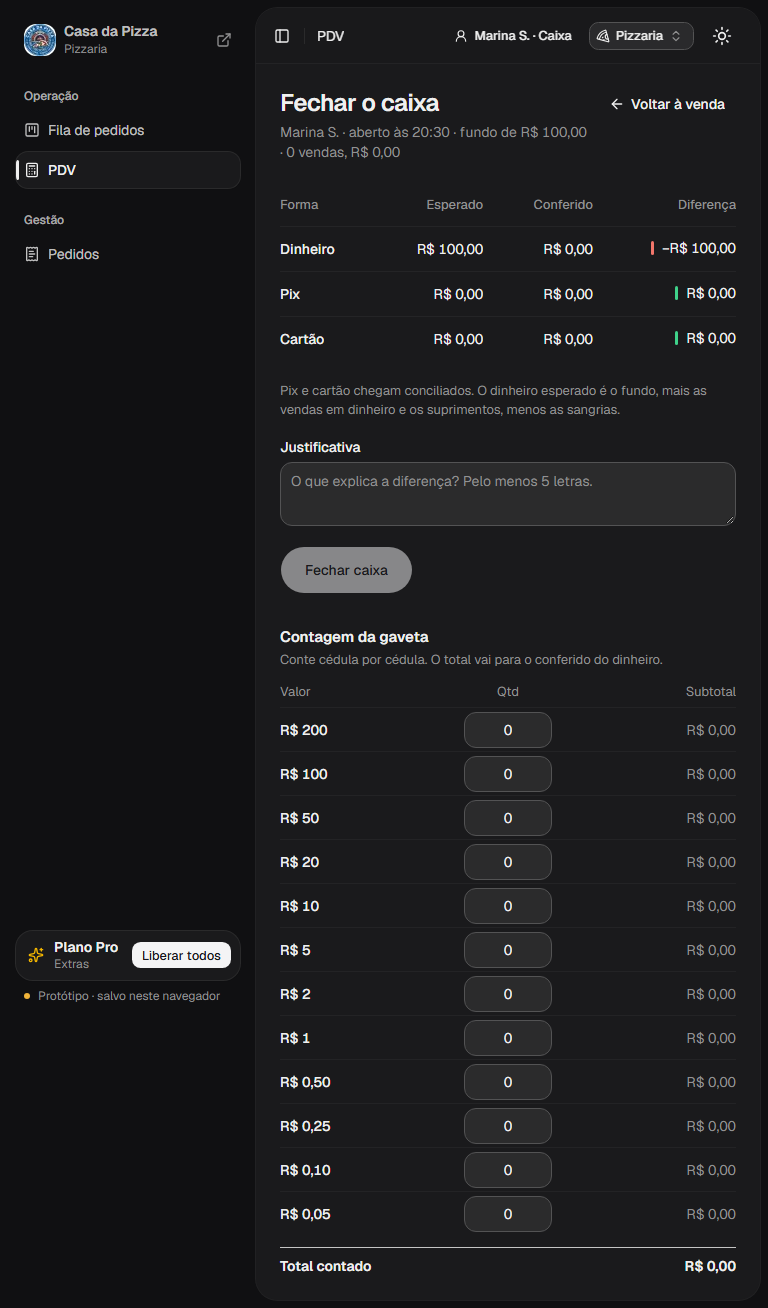 Casa da Pizza
Pizzaria
Operação
Fila de pedidos
PDV
Gestão
Pedidos
Plano Pro
Extras
Liberar todos
Protótipo · salvo neste navegador
PDV
Marina S. · Caixa
Pizzaria
Fechar o caixa
Voltar à venda
Marina S. · aberto às 20:30 · fundo de R$ 100,00
· 0 vendas, R$ 0,00
Forma Esperado Conferido Diferença
Dinheiro R$ 100,00 R$ 0,00 −R$ 100,00
Pix R$ 0,00 R$ 0,00 R$ 0,00
Cartão R$ 0,00 R$ 0,00 R$ 0,00
Pix e cartão chegam conciliados. O dinheiro esperado é o fundo, mais as
vendas em dinheiro e os suprimentos, menos as sangrias.
Justificativa
O que explica a diferença? Pelo menos 5 letras.
Fechar caixa
Contagem da gaveta
Conte cédula por cédula. O total vai para o conferido do dinheiro.
Valor Qtd Subtotal
R$ 200 0 R$ 0,00
R$ 100 0 R$ 0,00
R$ 50 0 R$ 0,00
R$ 20 0 R$ 0,00
R$ 10 0 R$ 0,00
R$ 5 0 R$ 0,00
R$ 2 0 R$ 0,00
R$ 1 0 R$ 0,00
R$ 0,50 0 R$ 0,00
R$ 0,25 0 R$ 0,00
R$ 0,10 0 R$ 0,00
R$ 0,05 0 R$ 0,00
Total contado R$ 0,00